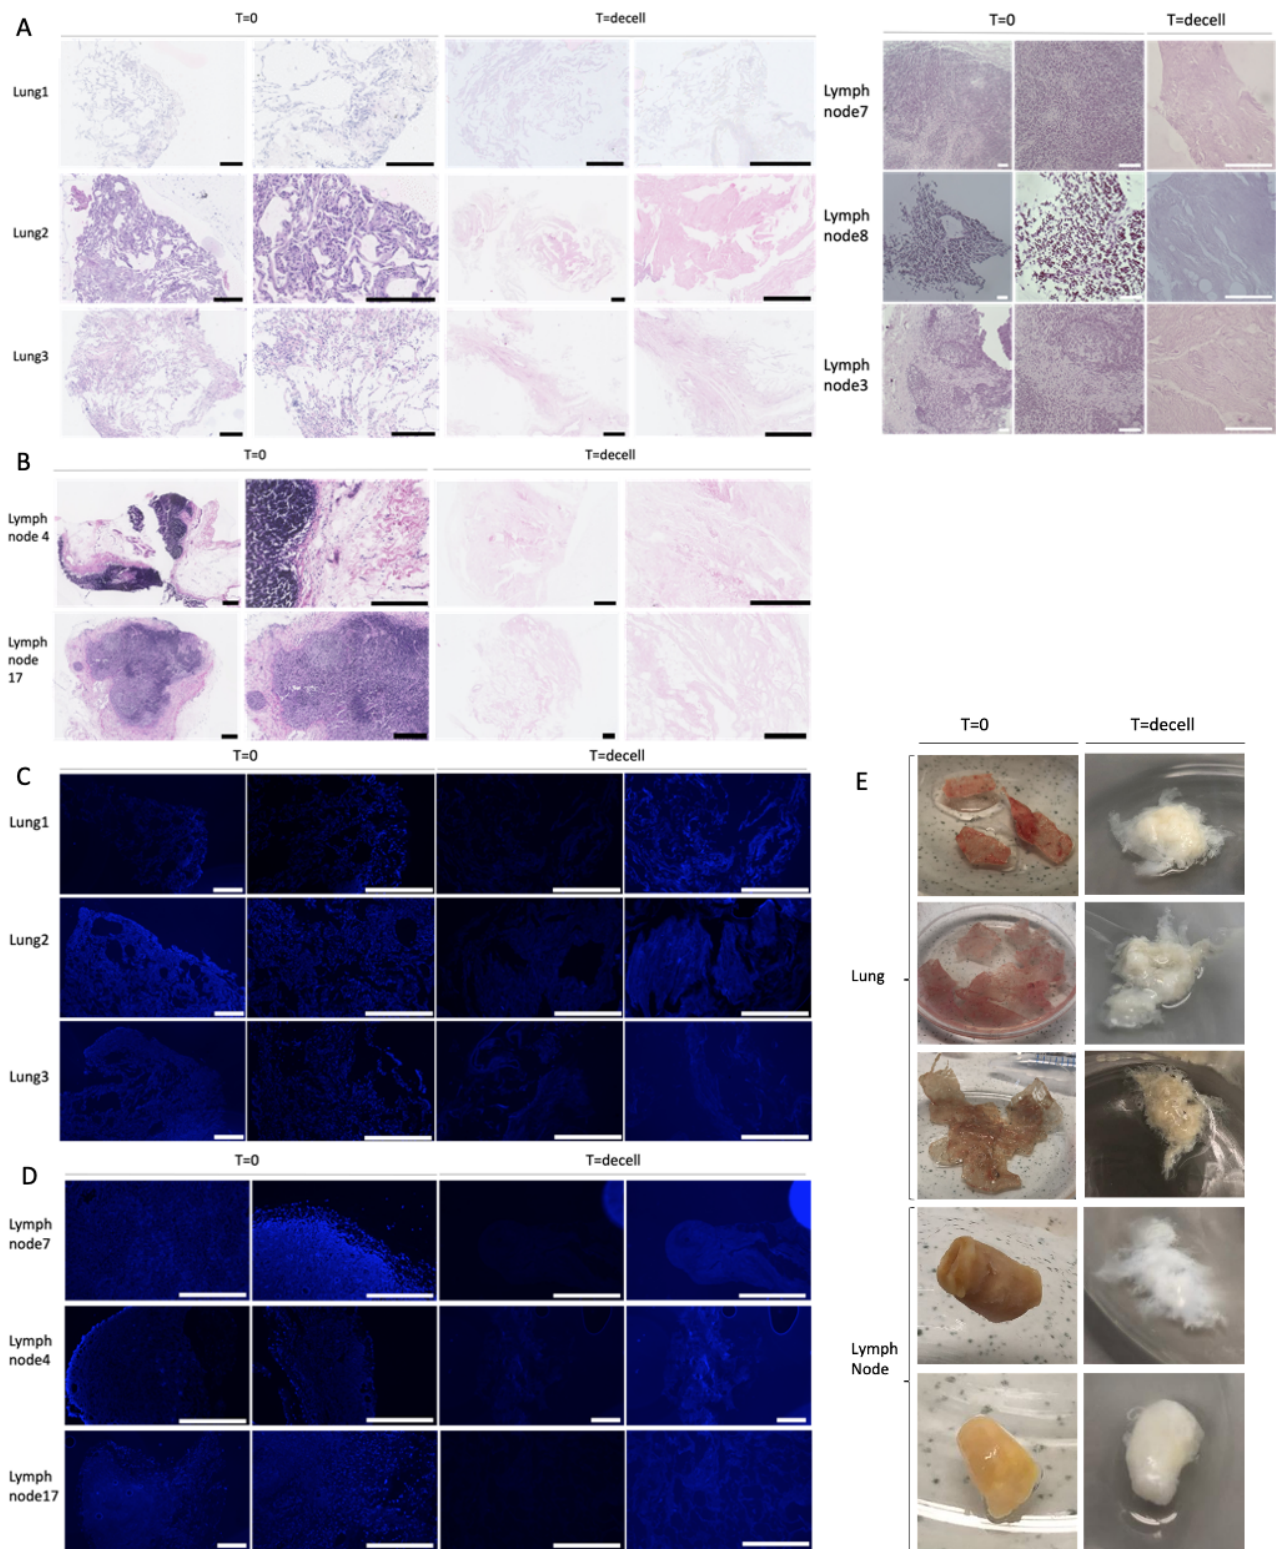 A
T=0
T=decell
Lung1
Lung2
Lung3
T=0
T=decell
Lymph
node7
Lymph
node8
Lymph
node3
B
T=0
T=decell
Lymph
node 4
Lymph
node
17
C
T=0
T=decell
Lung1
Lung2
Lung3
D
T=0
T=decell
Lymph
node7
Lymph
node4
Lymph
node17
E
T=0
T=decell
Lung
Lymph
Node